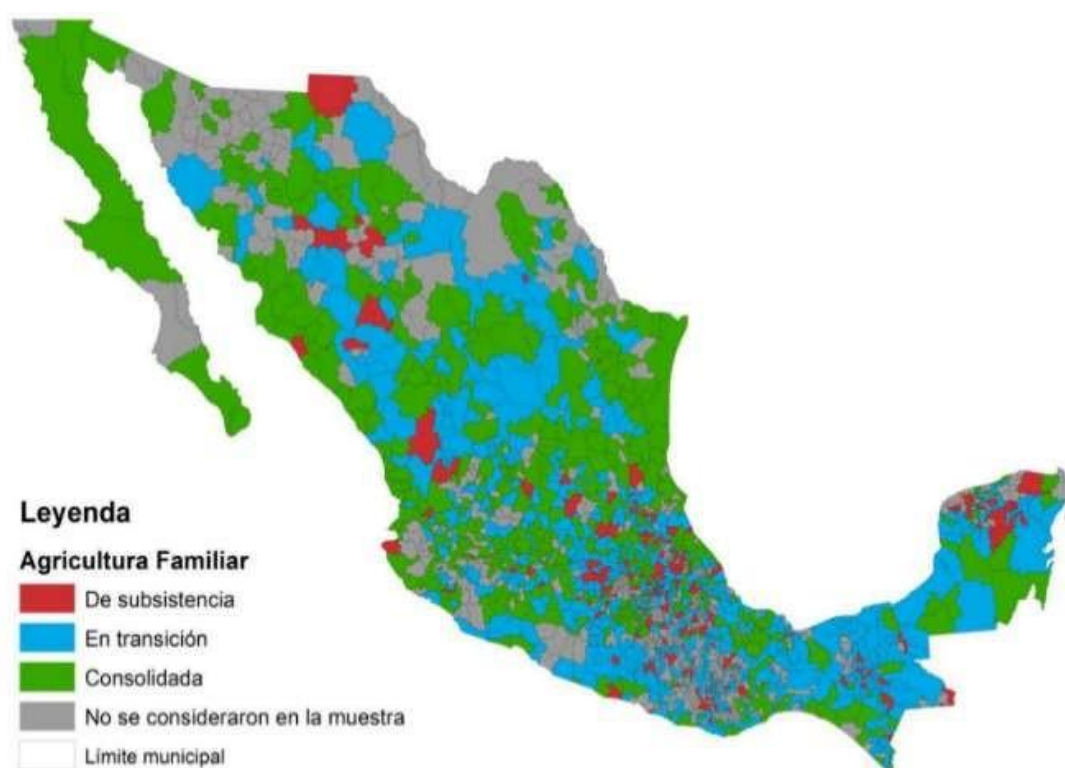 Leyenda
Agricultura Familiar
De subsistencia
En transición
Consolidada
No se consideraron en la muestra
Límite municipal